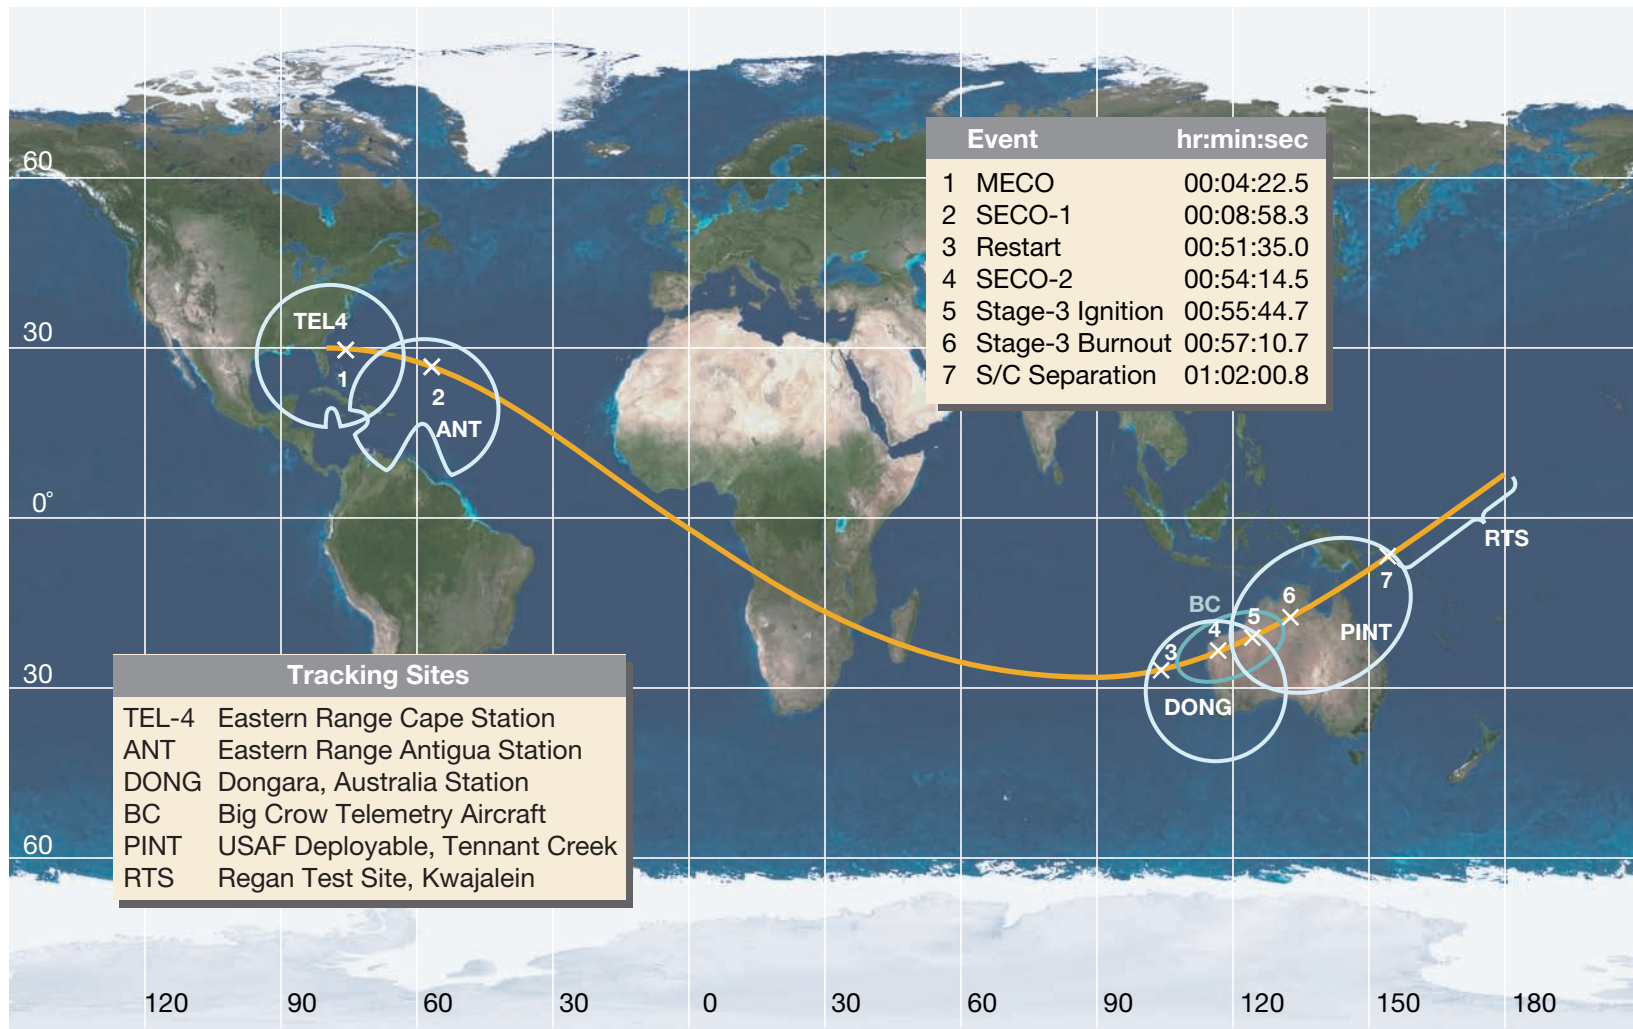 Event hr:min:sec
1 MECO 00:04:22.5
2 SECO-1 00:08:58.3
3 Restart 00:51:35.0
4 SECO-2 00:54:14.5
5 Stage-3 Ignition 00:55:44.7
6 Stage-3 Burnout 00:57:10.7
7 S/C Separation 01:02:00.8
60
30
0°
30
60
TEL4
1
2
ANT
RTS
7
BC
6
5
4
3
PINT
DONG
Tracking Sites
TEL-4 Eastern Range Cape Station
ANT Eastern Range Antigua Station
DONG Dongara, Australia Station
BC Big Crow Telemetry Aircraft
PINT USAF Deployable, Tennant Creek
RTS Regan Test Site, Kwajalein
120 90 60 30 0 30 60 90 120 150 180